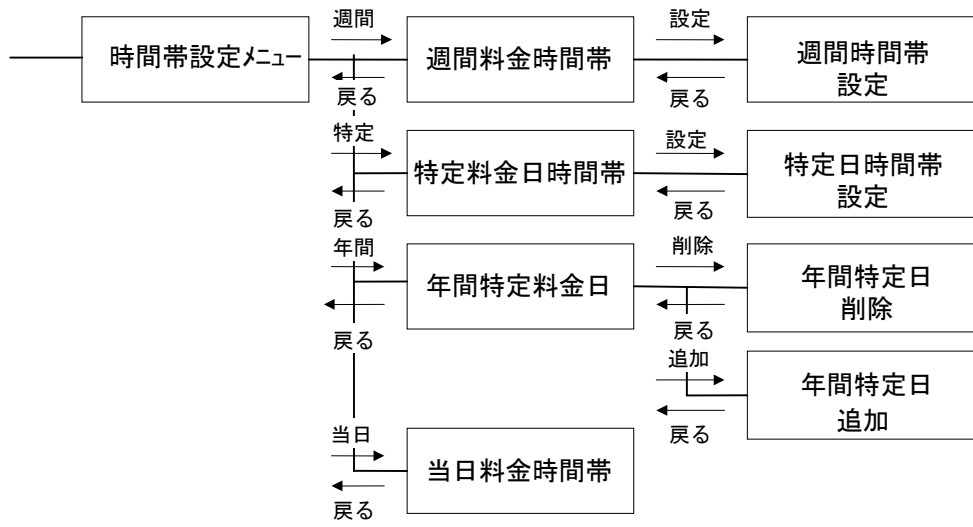 週間
設定
時間帯設定メニュー
週間料金時間帯
週間時間帯
設定
戻る
戻る
特定
設定
特定料金日時間帯
特定日時間帯
設定
戻る
戻る
年間
削除
年間特定料金日
年間特定日
削除
戻る
戻る
追加
年間特定日
追加
戻る
当日
当日料金時間帯
戻る